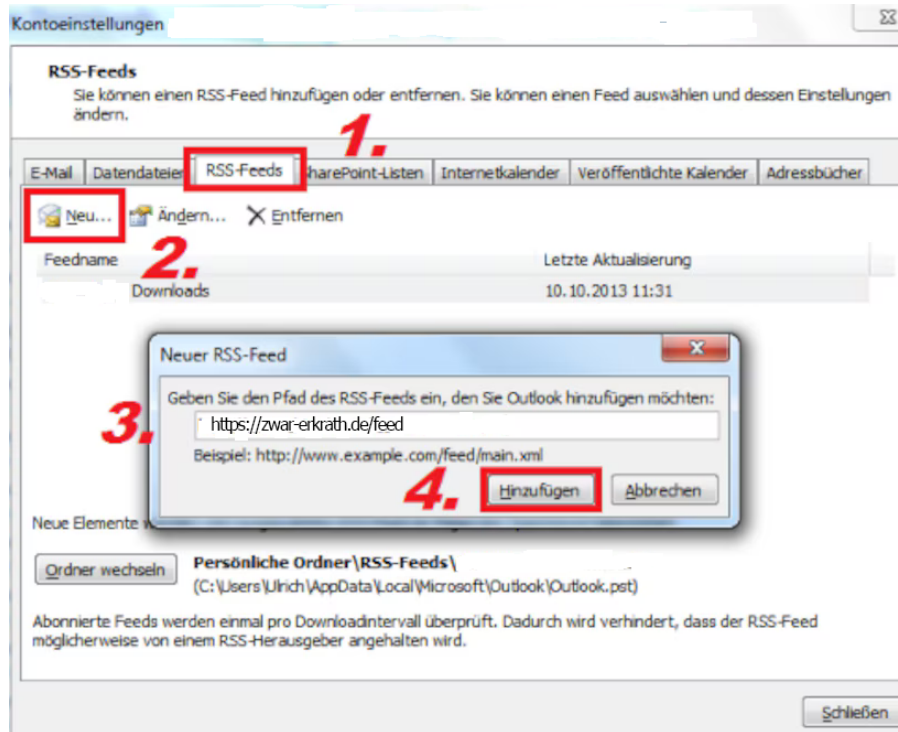 Kontoeinstellungen
RSS-Feeds
Sie können einen RSS-Feed hinzufügen oder entfernen. Sie können einen Feed auswählen und dessen Einstellungen
ändern.
1.
E-Mail Datendateien RSS-Feeds SharePoint-Listen Internetkalender Veröffentlichte Kalender Adressbücher
Neu... Ändern... Entfernen
2.
Feedname Letzte Aktualisierung
Downloads 10.10.2013 11:31
Neuer RSS-Feed
Geben Sie den Pfad des RSS-Feeds ein, den Sie Outlook hinzufügen möchten:
3.
https://zwar-erkrath.de/feed
Beispiel: http://www.example.com/feed/main.xml
4.
Hinzufügen Abbrechen
Neue Elemente
Ordner wechseln Persönliche Ordner\RSS-Feeds\
(C:\Users\Ulrich\AppData\Local\Microsoft\Outlook\Outlook.pst)
Abonnierte Feeds werden einmal pro Downloadintervall überprüft. Dadurch wird verhindert, dass der RSS-Feed
möglicherweise von einem RSS-Herausgeber angehalten wird.
Schließen